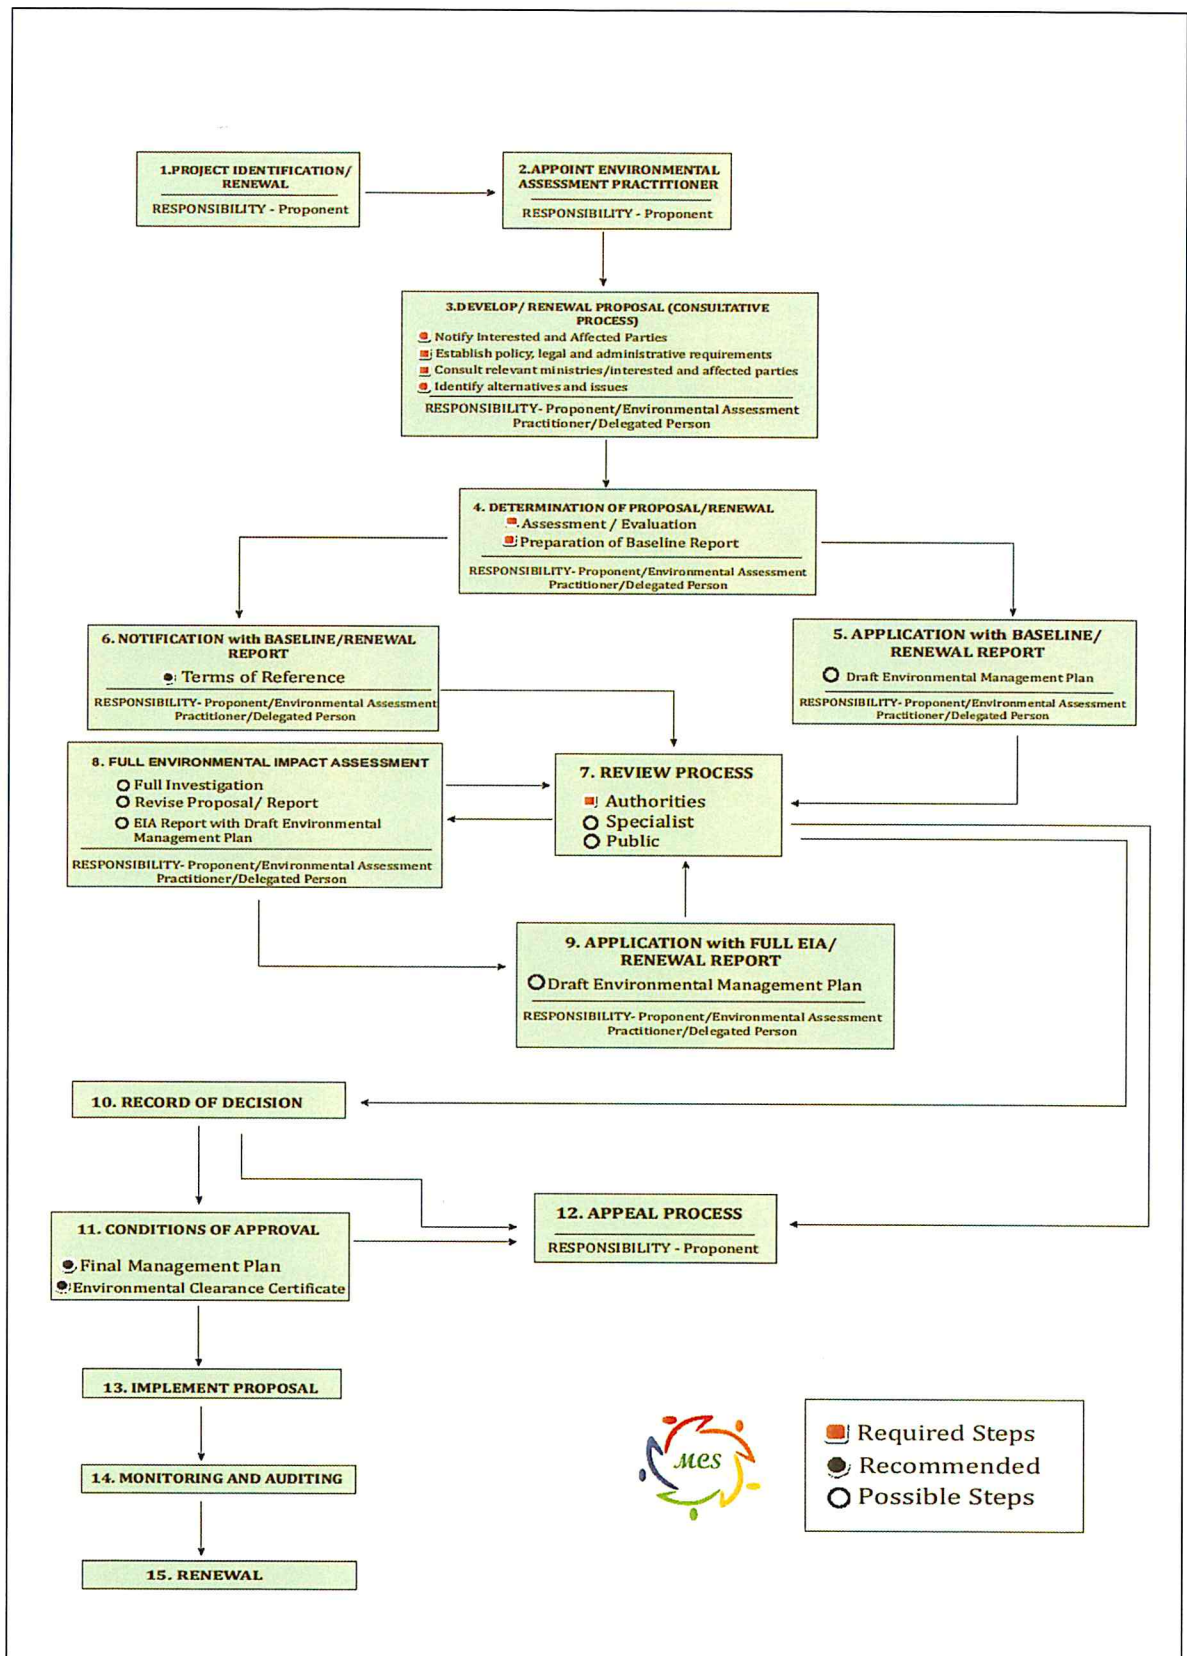 1.PROJECT IDENTIFICATION/
RENEWAL
RESPONSIBILITY - Proponent
2.APPOINT ENVIRONMENTAL
ASSESSMENT PRACTITIONER
RESPONSIBILITY - Proponent
3.DEVELOP/ RENEWAL PROPOSAL (CONSULTATIVE
PROCESS)
Notify Interested and Affected Parties
Establish policy, legal and administrative requirements
Consult relevant ministries/interested and affected parties
Identify alternatives and issues
RESPONSIBILITY- Proponent/Environmental Assessment
Practitioner/Delegated Person
4. DETERMINATION OF PROPOSAL/RENEWAL
Assessment / Evaluation
Preparation of Baseline Report
RESPONSIBILITY- Proponent/Environmental Assessment
Practitioner/Delegated Person
6. NOTIFICATION with BASELINE/RENEWAL
REPORT
Terms of Reference
RESPONSIBILITY- Proponent/Environmental Assessment
Practitioner/Delegated Person
5. APPLICATION with BASELINE/
RENEWAL REPORT
Draft Environmental Management Plan
RESPONSIBILITY- Proponent/Environmental Assessment
Practitioner/Delegated Person
8. FULL ENVIRONMENTAL IMPACT ASSESSMENT
Full Investigation
Revise Proposal/ Report
EIA Report with Draft Environmental
Management Plan
RESPONSIBILITY- Proponent/Environmental Assessment
Practitioner/Delegated Person
7. REVIEW PROCESS
Authorities
Specialist
Public
9. APPLICATION with FULL EIA/
RENEWAL REPORT
Draft Environmental Management Plan
RESPONSIBILITY- Proponent/Environmental Assessment
Practitioner/Delegated Person
10. RECORD OF DECISION
11. CONDITIONS OF APPROVAL
Final Management Plan
Environmental Clearance Certificate
12. APPEAL PROCESS
RESPONSIBILITY - Proponent
13. IMPLEMENT PROPOSAL
14. MONITORING AND AUDITING
15. RENEWAL
MCS
Required Steps
Recommended
Possible Steps